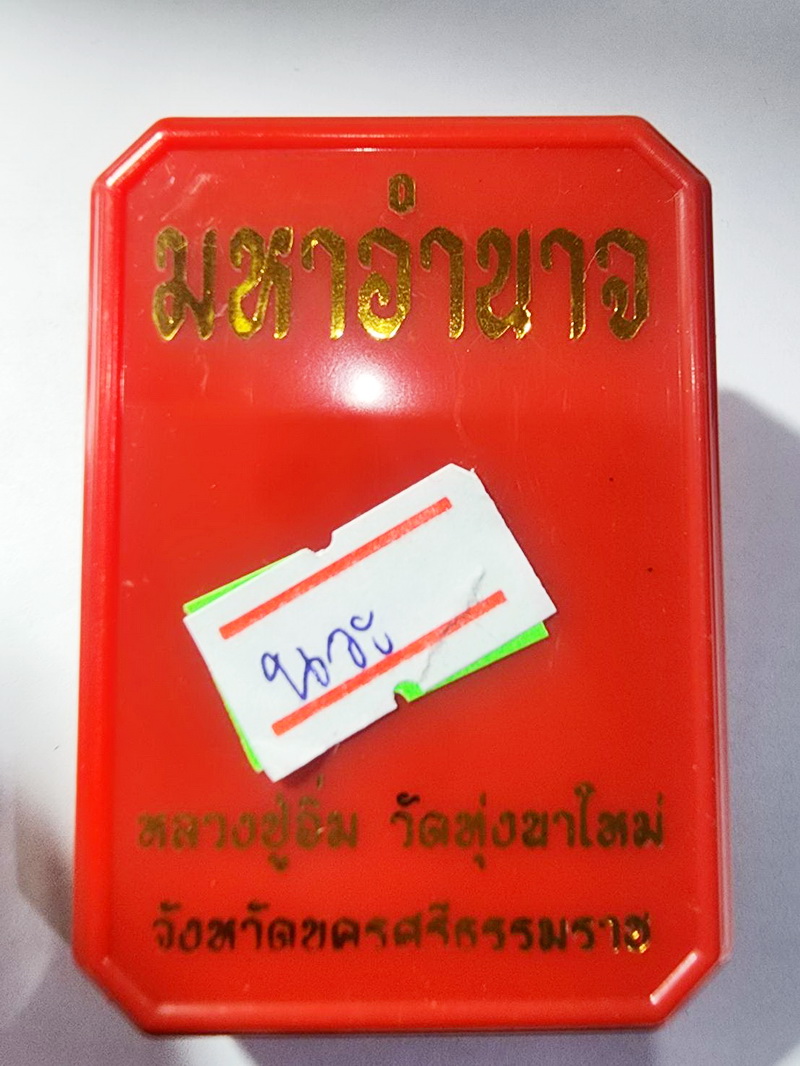 มหาอำนาจ
นวะ
หลวงปู่อิ่ม วัดทุ่งนาใหม่
จังหวัดนครศรีธรรมราช